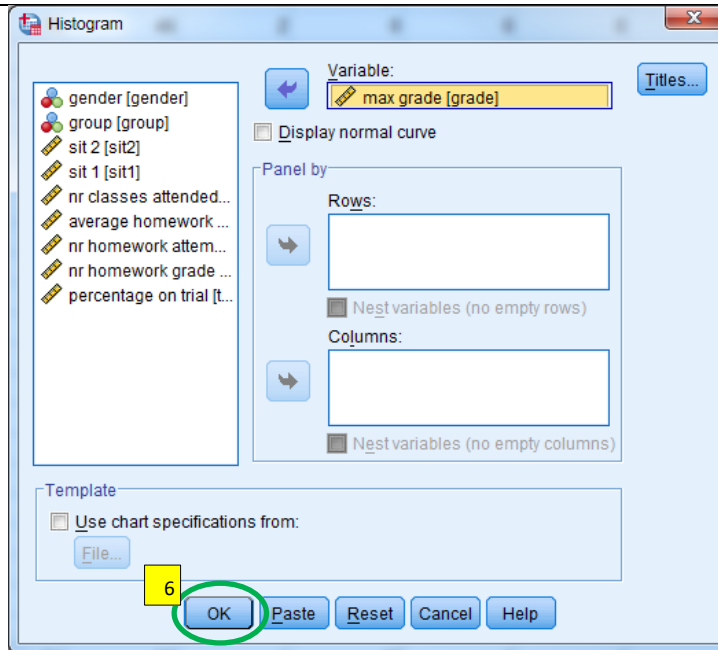 Histogram
gender [gender]
group [group]
sit 2 [sit2]
sit 1 [sit1]
nr classes attended...
average homework ...
nr homework attem...
nr homework grade ...
percentage on trial [t...
Variable:
max grade [grade]
Titles...
Display normal curve
Panel by
Rows:
Nest variables (no empty rows)
Columns:
Nest variables (no empty columns)
Template
Use chart specifications from:
File...
6
OK Paste Reset Cancel Help